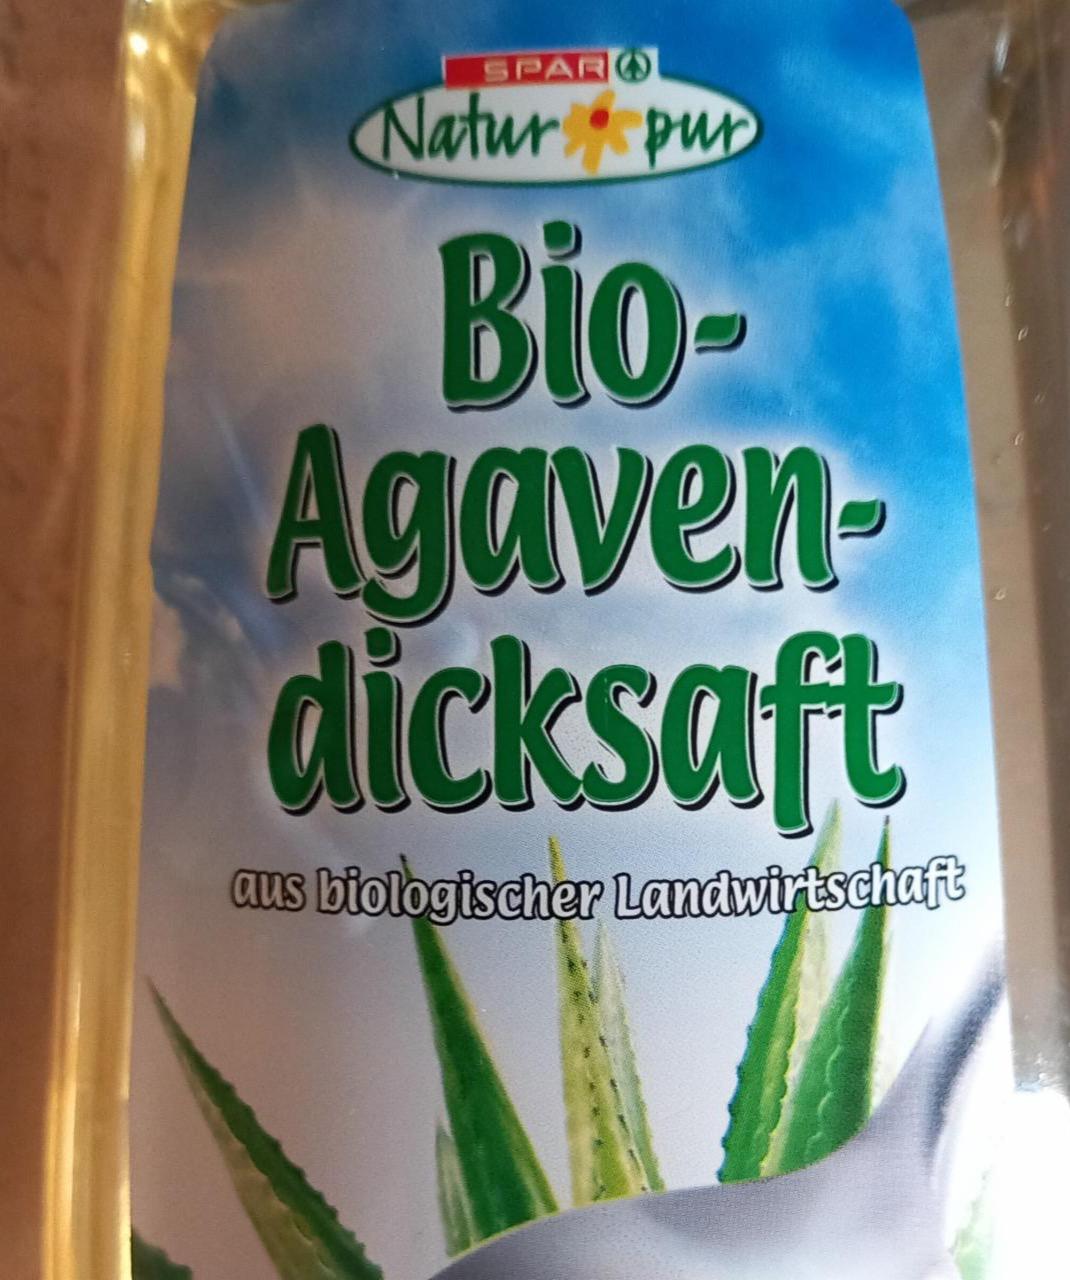 SPAR
Natur pur
Bio-
Agaven-
dicksaft
aus biologischer Landwirtschaft